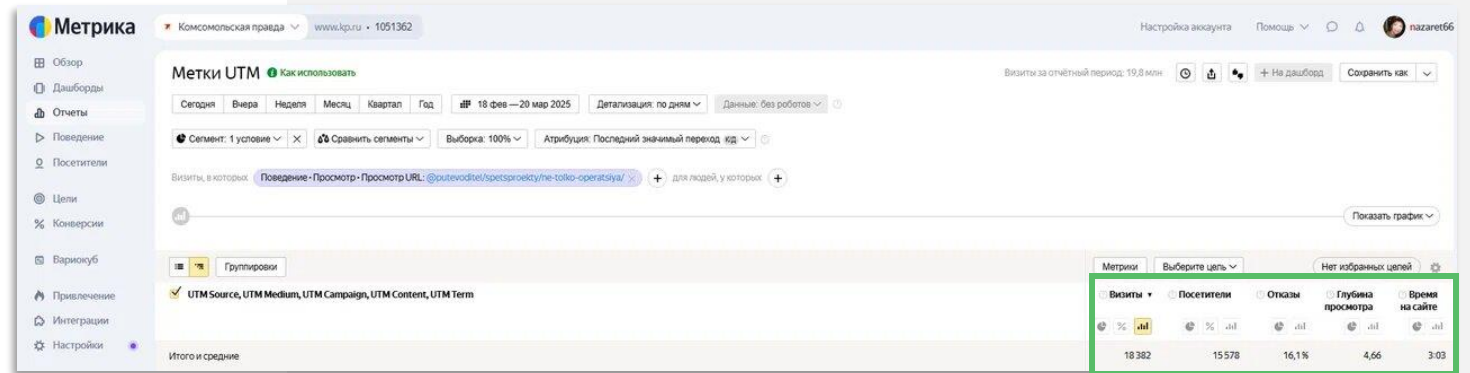 Метрика
Комсомольская правда www.kp.ru • 1051362
Настройка аккаунта Помощь nazaret66
Обзор
Дашборды
Отчеты
Поведение
Посетители
Цели
Конверсии
Вариокуб
Привлечение
Интеграции
Настройки
Метки UTM Как использовать
Визиты за отчётный период: 19,8 млн + На дашборд Сохранить как
Сегодня Вчера Неделя Месяц Квартал Год 18 фев — 20 мар 2025 Детализация: по дням Данные: без роботов
Сегмент: 1 условие Сравнить сегменты Выборка: 100% Атрибуция: Последний значимый переход КД
Визиты, в которых Поведение • Просмотр • Просмотр URL: @putevoditel/spetsproekty/ne-tolko-operatsiya/ × + для людей, у которых +
Показать график
Группировки Метрики Выберите цель Нет избранных целей
UTM Source, UTM Medium, UTM Campaign, UTM Content, UTM Term
Визиты Посетители Отказы Глубина просмотра Время на сайте
% %
Итого и средние 18 382 15 578 16,1 % 4,66 3:03